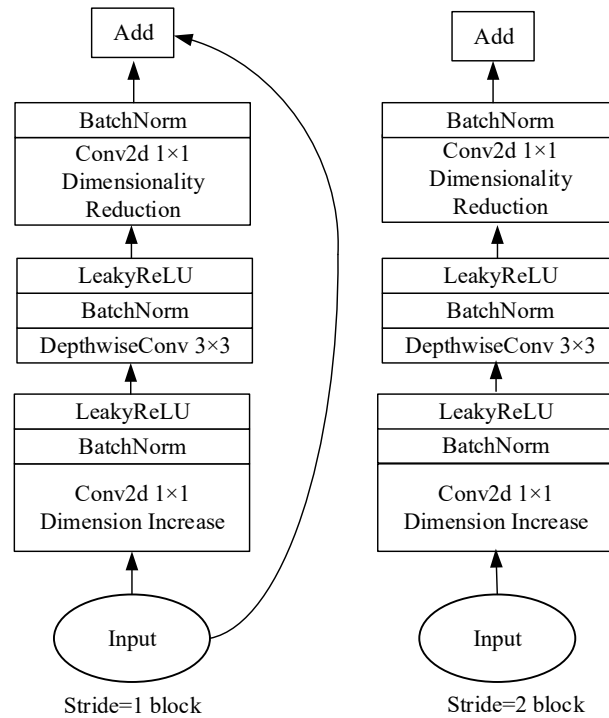 Add
BatchNorm
Conv2d 1×1
Dimensionality
Reduction
LeakyReLU
BatchNorm
DepthwiseConv 3×3
LeakyReLU
BatchNorm
Conv2d 1×1
Dimension Increase
Input
Stride=1 block
Add
BatchNorm
Conv2d 1×1
Dimensionality
Reduction
LeakyReLU
BatchNorm
DepthwiseConv 3×3
LeakyReLU
BatchNorm
Conv2d 1×1
Dimension Increase
Input
Stride=2 block